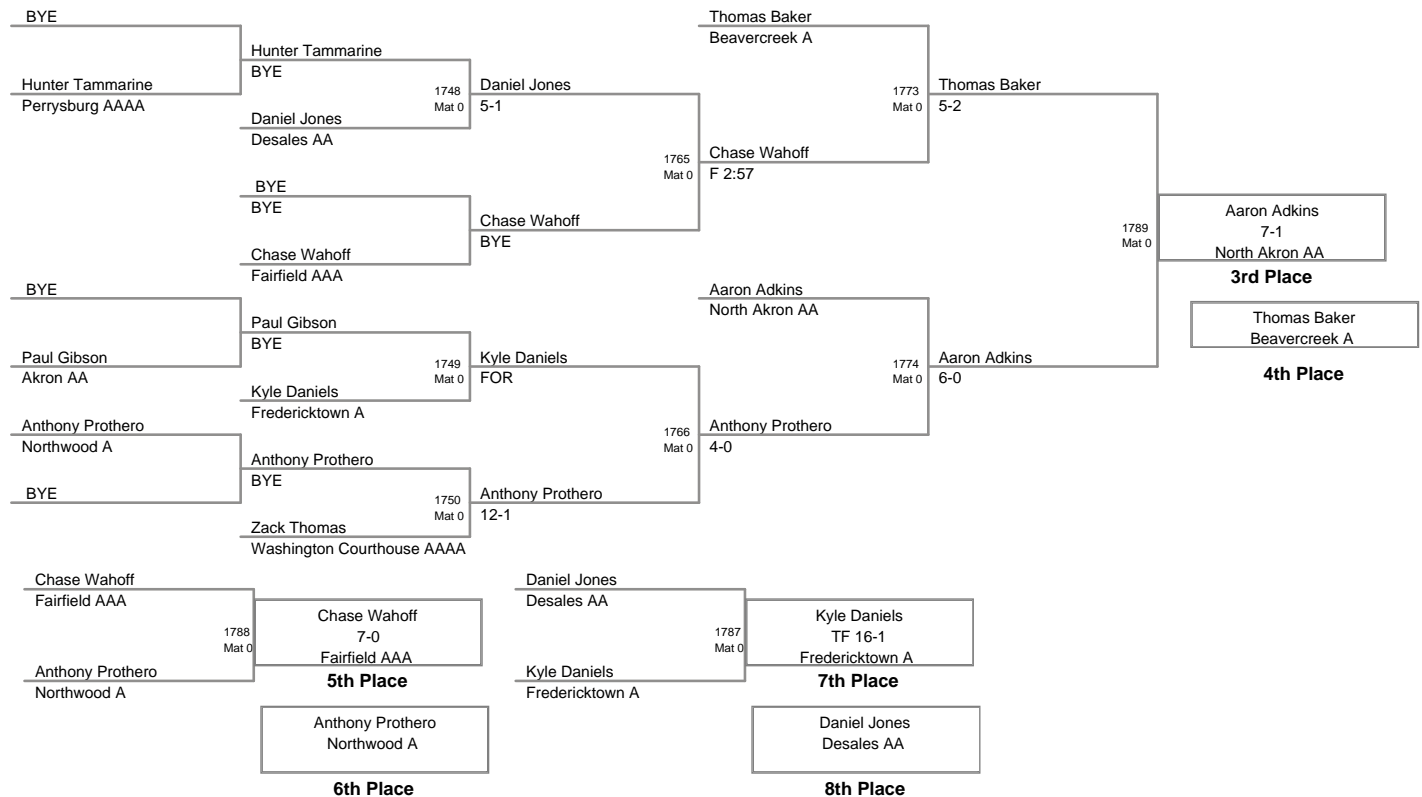 BYE
Hunter Tammarine
Perrysburg AAAA
Hunter Tammarine
BYE
Daniel Jones
Desales AA
1748
Mat 0
Daniel Jones
5-1
BYE
BYE
Chase Wahoff
Fairfield AAA
Chase Wahoff
BYE
1765
Mat 0
Chase Wahoff
F 2:57
Thomas Baker
Beavercreek A
1773
Mat 0
Thomas Baker
5-2
BYE
Paul Gibson
Akron AA
Paul Gibson
BYE
Kyle Daniels
Fredericktown A
1749
Mat 0
Kyle Daniels
FOR
Anthony Prothero
Northwood A
BYE
Anthony Prothero
BYE
Zack Thomas
Washington Courthouse AAAA
1750
Mat 0
Anthony Prothero
12-1
1766
Mat 0
Anthony Prothero
4-0
Aaron Adkins
North Akron AA
1774
Mat 0
Aaron Adkins
6-0
1789
Mat 0
Aaron Adkins
7-1
North Akron AA
3rd Place
Thomas Baker
Beavercreek A
4th Place
Chase Wahoff
Fairfield AAA
Anthony Prothero
Northwood A
1788
Mat 0
Chase Wahoff
7-0
Fairfield AAA
5th Place
Anthony Prothero
Northwood A
6th Place
Daniel Jones
Desales AA
Kyle Daniels
Fredericktown A
1787
Mat 0
Kyle Daniels
TF 16-1
Fredericktown A
7th Place
Daniel Jones
Desales AA
8th Place